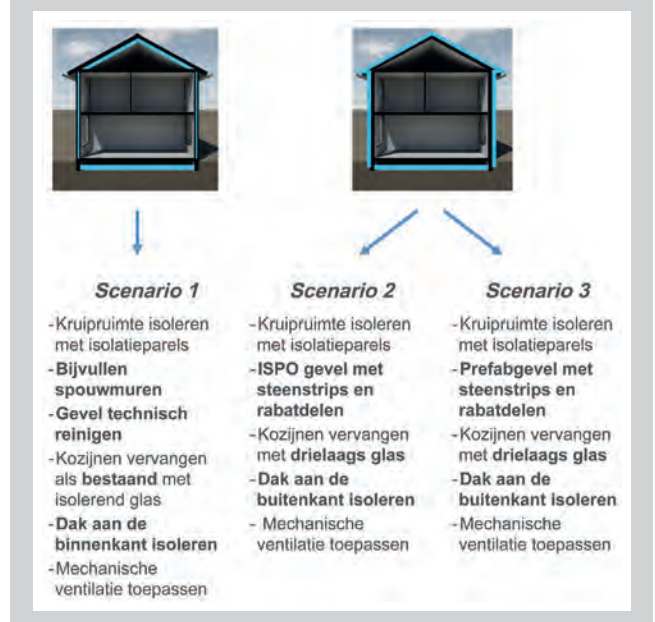 Scenario 1
-Kruipruimte isoleren
met isolatieparels
-Bijvullen
spouwmuren
-Gevel technisch
reinigen
-Kozijnen vervangen
als bestaand met
isolerend glas
-Dak aan de
binnenkant isoleren
-Mechanische
ventilatie toepassen
Scenario 2
-Kruipruimte isoleren
met isolatieparels
-ISPO gevel met
steenstrips en
rabatdelen
-Kozijnen vervangen
met drielaags glas
-Dak aan de
buitenkant isoleren
- Mechanische
ventilatie toepassen
Scenario 3
-Kruipruimte isoleren
met isolatieparels
-Prefabgevel met
steenstrips en
rabatdelen
-Kozijnen vervangen
met drielaags glas
-Dak aan de
buitenkant isoleren
-Mechanische
ventilatie toepassen